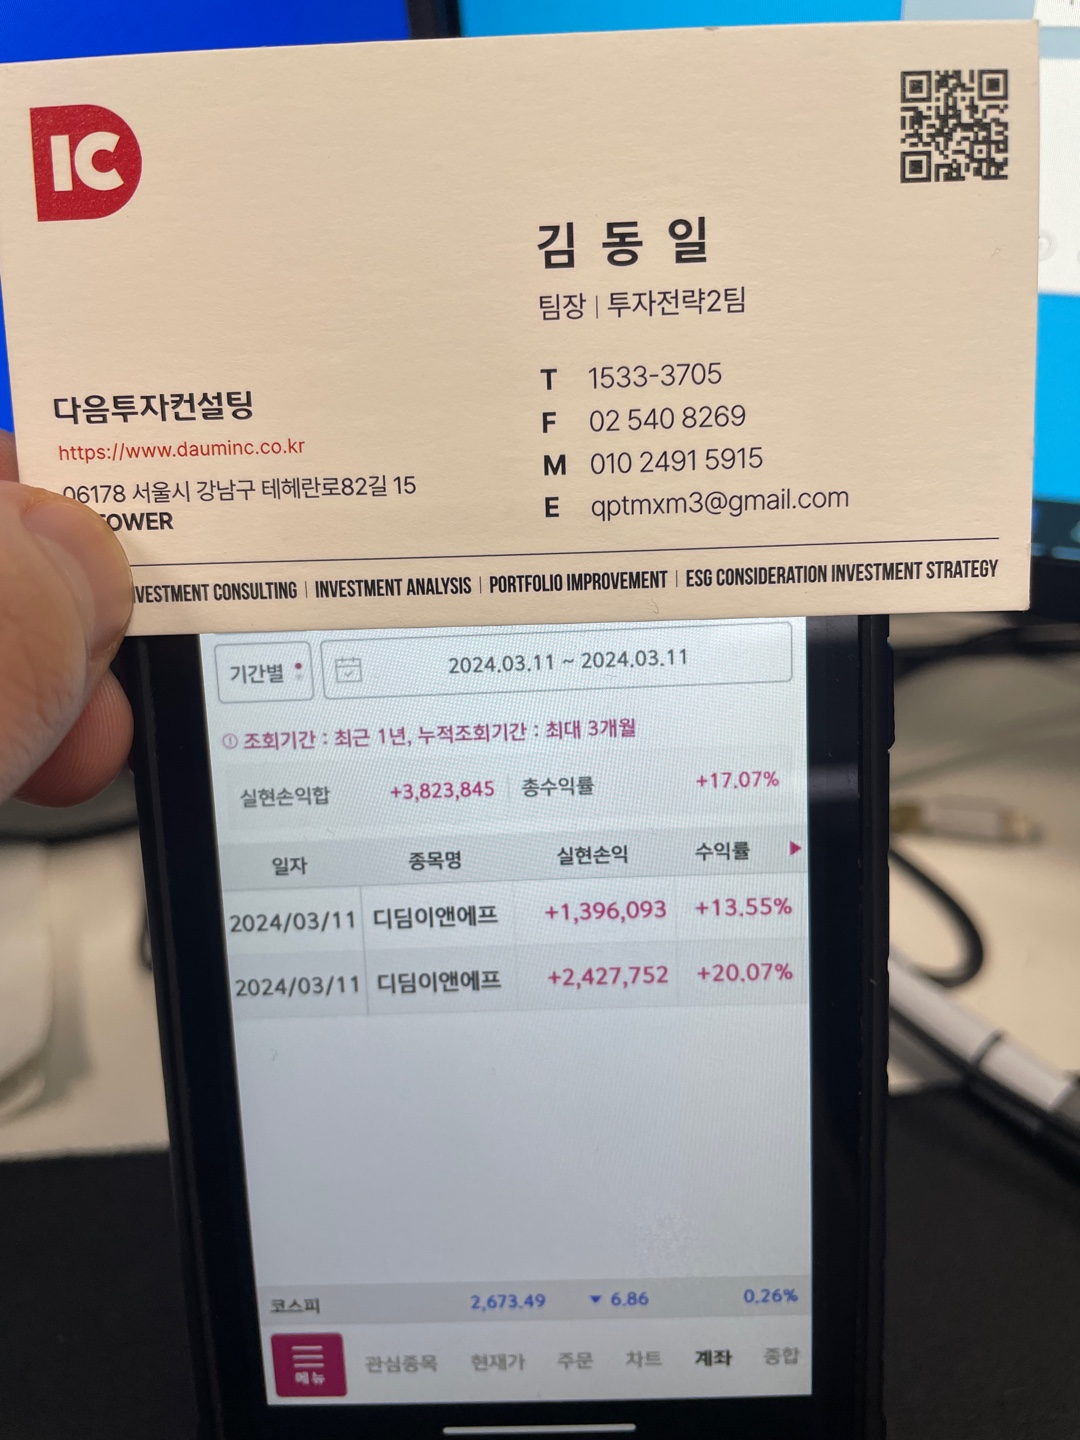 IC
김동일
팀장 | 투자전략2팀
T 1533-3705
F 02 540 8269
M 010 2491 5915
E qptmxm3@gmail.com
다음투자컨설팅
https://www.dauminc.co.kr
06178 서울시 강남구 테헤란로82길 15
TOWER
CONSULTING | INVESTMENT ANALYSIS | PORTFOLIO IMPROVEMENT | ESG CONSIDERATION INVESTMENT STRATEGY
기간별 2024.03.11 ~ 2024.03.11
조회기간 : 최근 1년, 누적조회기간 : 최대 3개월
실현손익합 +3,823,845 총수익률 +17.07%
일자 종목명 실현손익 수익률
2024/03/11 디딤이앤에프 +1,396,093 +13.55%
2024/03/11 디딤이앤에프 +2,427,752 +20.07%
코스피 2,673.49 ▼ 6.86 0.26%
메뉴 관심종목 현재가 주문 차트 계좌 종합